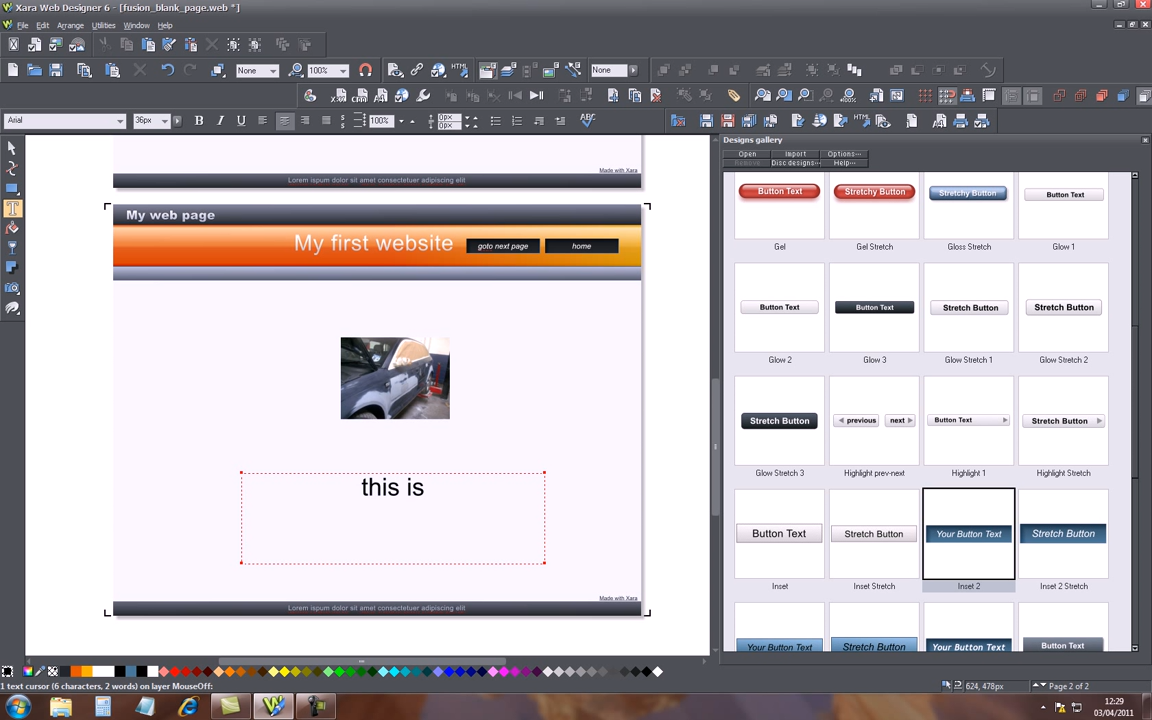 Xara Web Designer 6 - [fusion_blank_page.web *]
File Edit Arrange Utilities Window Help
None 100% HTML None
Arial 36px B I U 100% 0px
0px
ABC
Designs gallery
Open Import Options...
Remove Disc designs... Help...
Made with Xara
Lorem ispum dolor sit amet consectetuer adipiscing elit
My web page
My first website
goto next page home
this is
Made with Xara
Lorem ispum dolor sit amet consectetuer adipiscing elit
Button Text Stretchy Button Stretchy Button Button Text
Gel Gel Stretch Gloss Stretch Glow 1
Button Text Button Text Stretch Button Stretch Button
Glow 2 Glow 3 Glow Stretch 1 Glow Stretch 2
Stretch Button previous next Button Text Stretch Button
Glow Stretch 3 Highlight prev-next Highlight 1 Highlight Stretch
Button Text Stretch Button Your Button Text Stretch Button
Inset Inset Stretch Inset 2 Inset 2 Stretch
Your Button Text Stretch Button Your Button Text Button Text
1 text cursor (6 characters, 2 words) on layer MouseOff:
624, 478px Page 2 of 2
12:29
03/04/2011